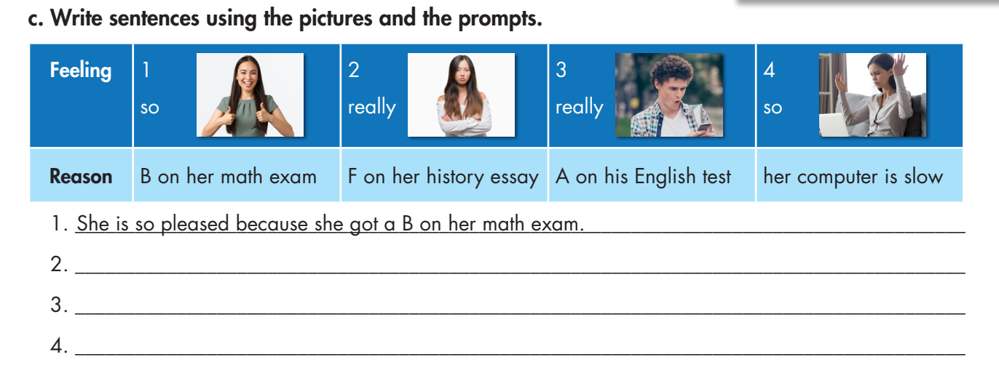 c. Write sentences using the pictures and the prompts.
Feeling 1 so 2 really 3 really 4 so
Reason B on her math exam F on her history essay A on his English test her computer is slow
1. She is so pleased because she got a B on her math exam.
2.
3.
4.